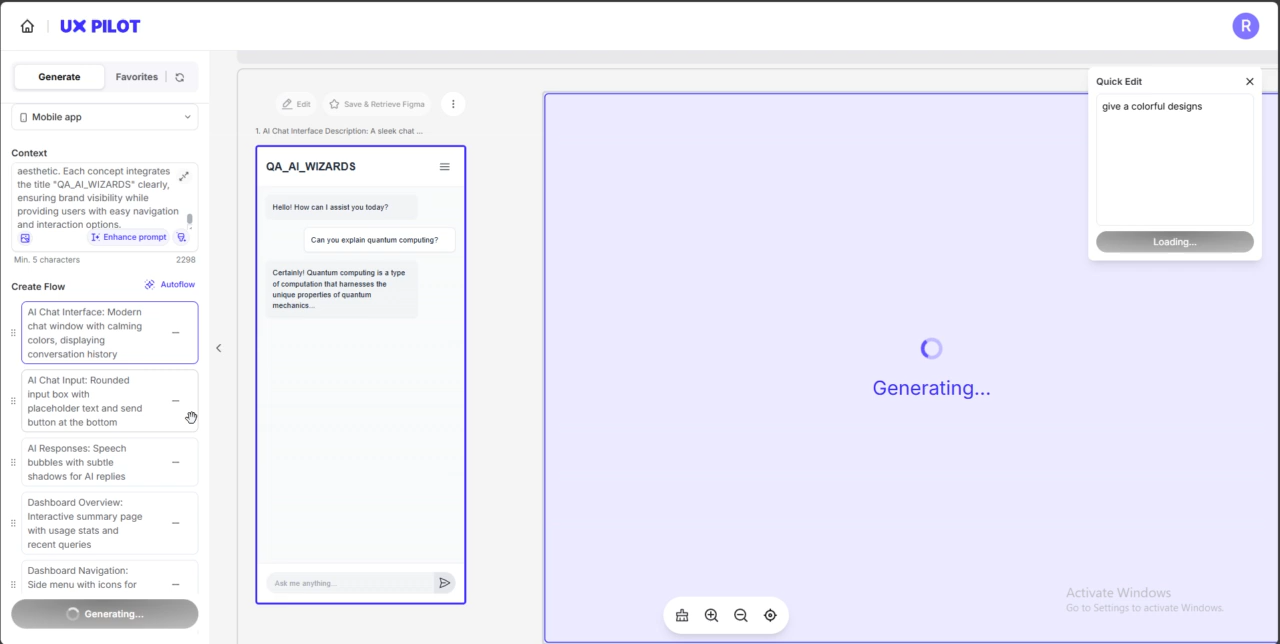 UX PILOT
R
Generate
Favorites
Mobile app
Context
aesthetic. Each concept integrates
the title "QA_AI_WIZARDS" clearly,
ensuring brand visibility while
providing users with easy navigation
and interaction options.
Enhance prompt
Min. 5 characters
2298
Create Flow
Autoflow
AI Chat Interface: Modern
chat window with calming
colors, displaying
conversation history
AI Chat Input: Rounded
input box with
placeholder text and send
button at the bottom
AI Responses: Speech
bubbles with subtle
shadows for AI replies
Dashboard Overview:
Interactive summary page
with usage stats and
recent queries
Dashboard Navigation:
Side menu with icons for
Generating...
Edit
Save & Retrieve Figma
1. AI Chat Interface Description: A sleek chat ...
QA_AI_WIZARDS
Hello! How can I assist you today?
Can you explain quantum computing?
Certainly! Quantum computing is a type
of computation that harnesses the
unique properties of quantum
mechanics...
Ask me anything...
Generating...
Quick Edit
give a colorful designs
Loading...
Activate Windows
Go to Settings to activate Windows.